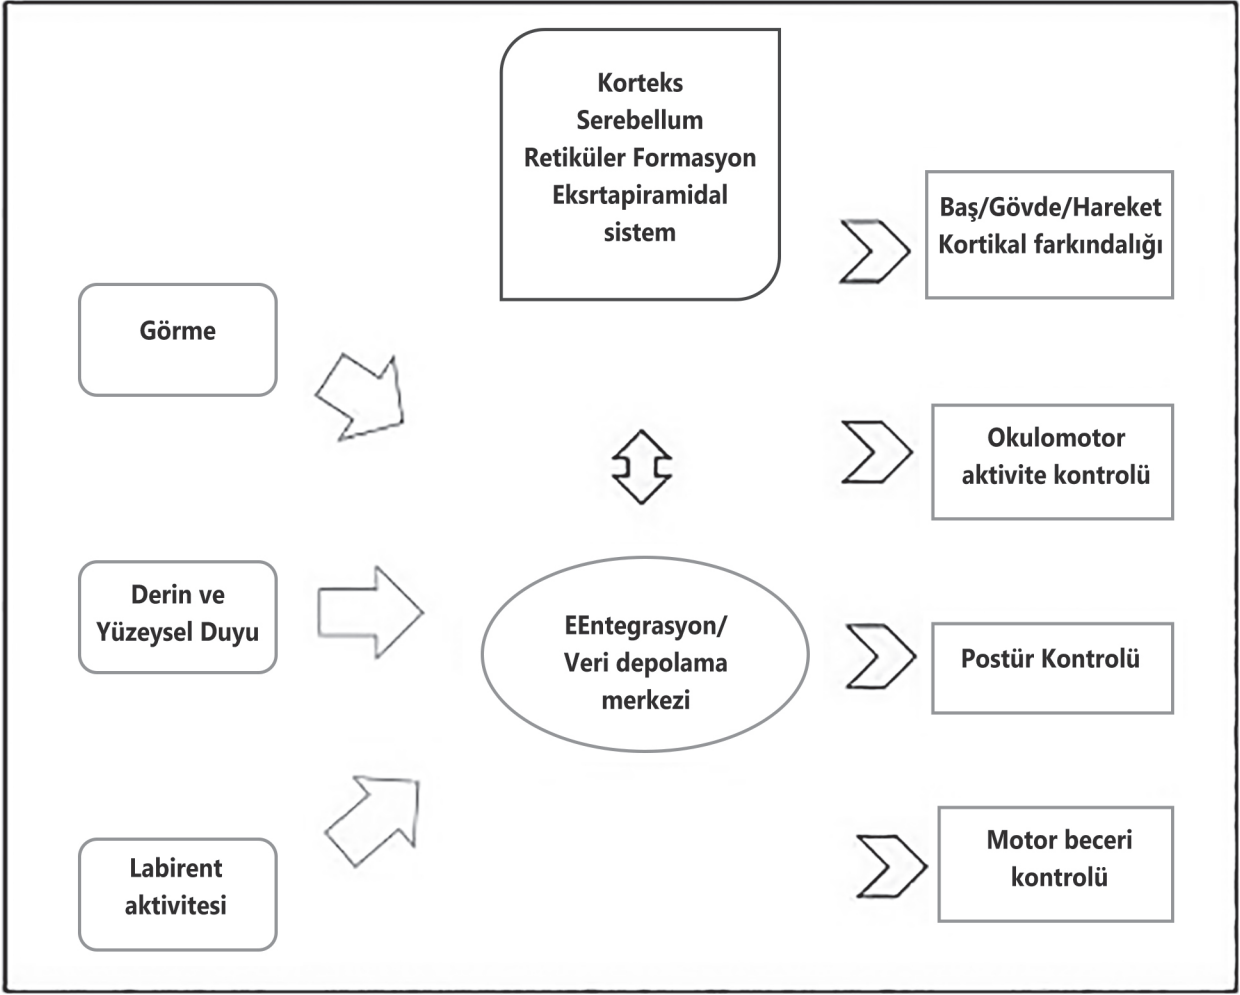 Korteks
Serebellum
Retiküler Formasyon
Eksrtapiramidal
sistem
Görme
Derin ve
Yüzeysel Duyu
Labirent
aktivitesi
EEntegrasyon/
Veri depolama
merkezi
Baş/Gövde/Hareket
Kortikal farkındalığı
Okulomotor
aktivite kontrolü
Postür Kontrolü
Motor beceri
kontrolü